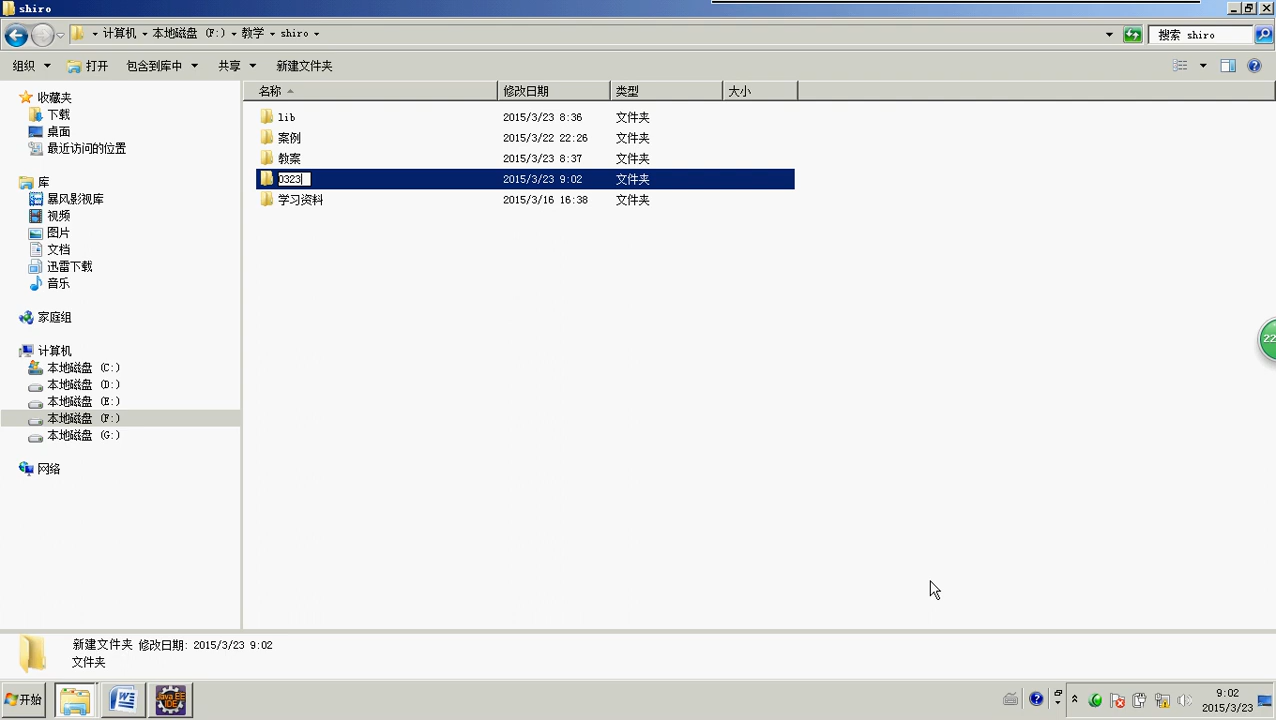 shiro
计算机 本地磁盘 (F:) 教学 shiro
搜索 shiro
组织 打开 包含到库中 共享 新建文件夹
名称 修改日期 类型 大小
收藏夹
下载
桌面
最近访问的位置
库
暴风影视库
视频
图片
文档
迅雷下载
音乐
家庭组
计算机
本地磁盘 (C:)
本地磁盘 (D:)
本地磁盘 (E:)
本地磁盘 (F:)
本地磁盘 (G:)
网络
lib 2015/3/23 8:36 文件夹
案例 2015/3/22 22:26 文件夹
教案 2015/3/23 8:37 文件夹
0323 2015/3/23 9:02 文件夹
学习资料 2015/3/16 16:38 文件夹
22
新建文件夹 修改日期: 2015/3/23 9:02
文件夹
开始
Java EE
IDE
9:02
2015/3/23